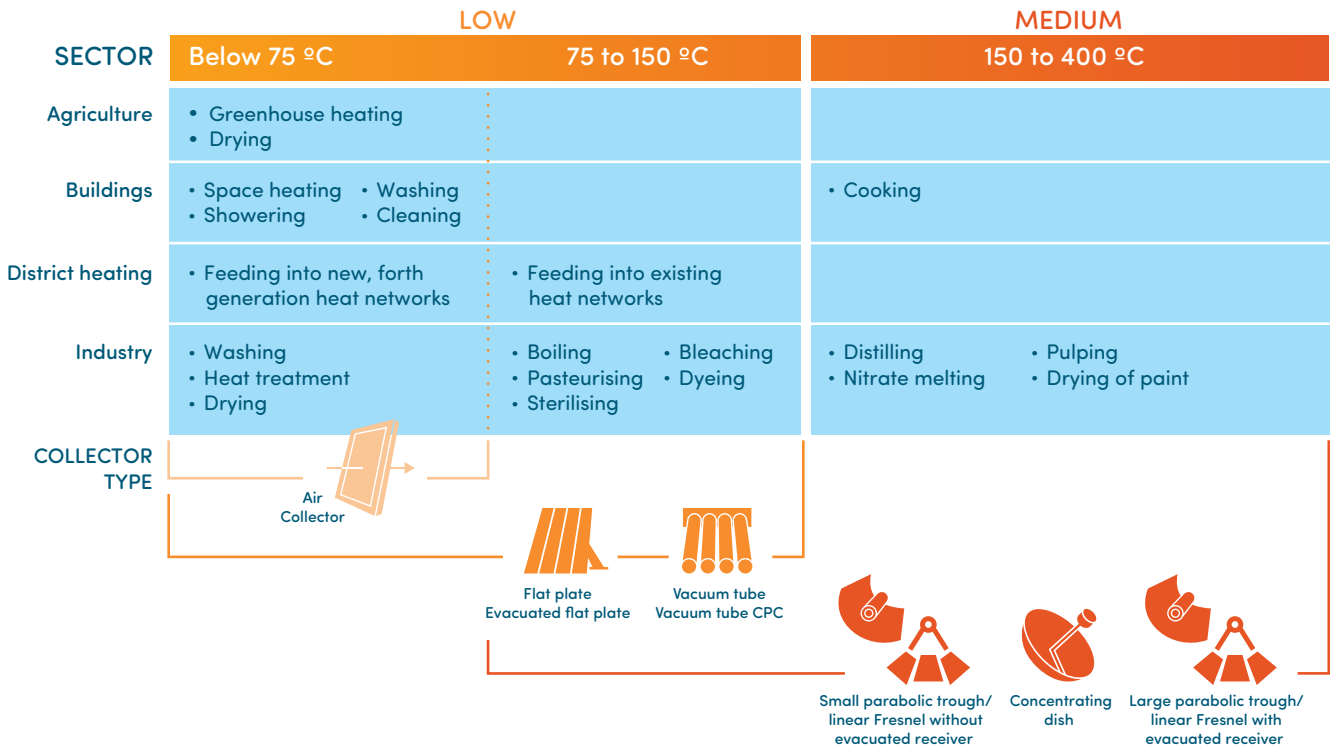 LOW
MEDIUM
SECTOR
Below 75 ºC
75 to 150 ºC
150 to 400 ºC
Agriculture
• Greenhouse heating
• Drying
Buildings
• Space heating
• Showering
• Washing
• Cleaning
• Cooking
District heating
• Feeding into new, forth
generation heat networks
• Feeding into existing
heat networks
Industry
• Washing
• Heat treatment
• Drying
• Boiling
• Pasteurising
• Sterilising
• Bleaching
• Dyeing
• Distilling
• Nitrate melting
• Pulping
• Drying of paint
COLLECTOR
TYPE
Air
Collector
Flat plate
Evacuated flat plate
Vacuum tube
Vacuum tube CPC
Small parabolic trough/
linear Fresnel without
evacuated receiver
Concentrating
dish
Large parabolic trough/
linear Fresnel with
evacuated receiver